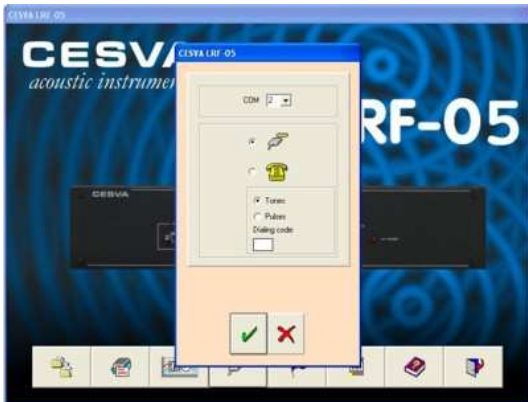 CESVA LRF-05
CESVA LRF-05
CESVA
acoustic instrumen
RF-05
COM 2
CESVA
Tones
Pulses
Dialing code